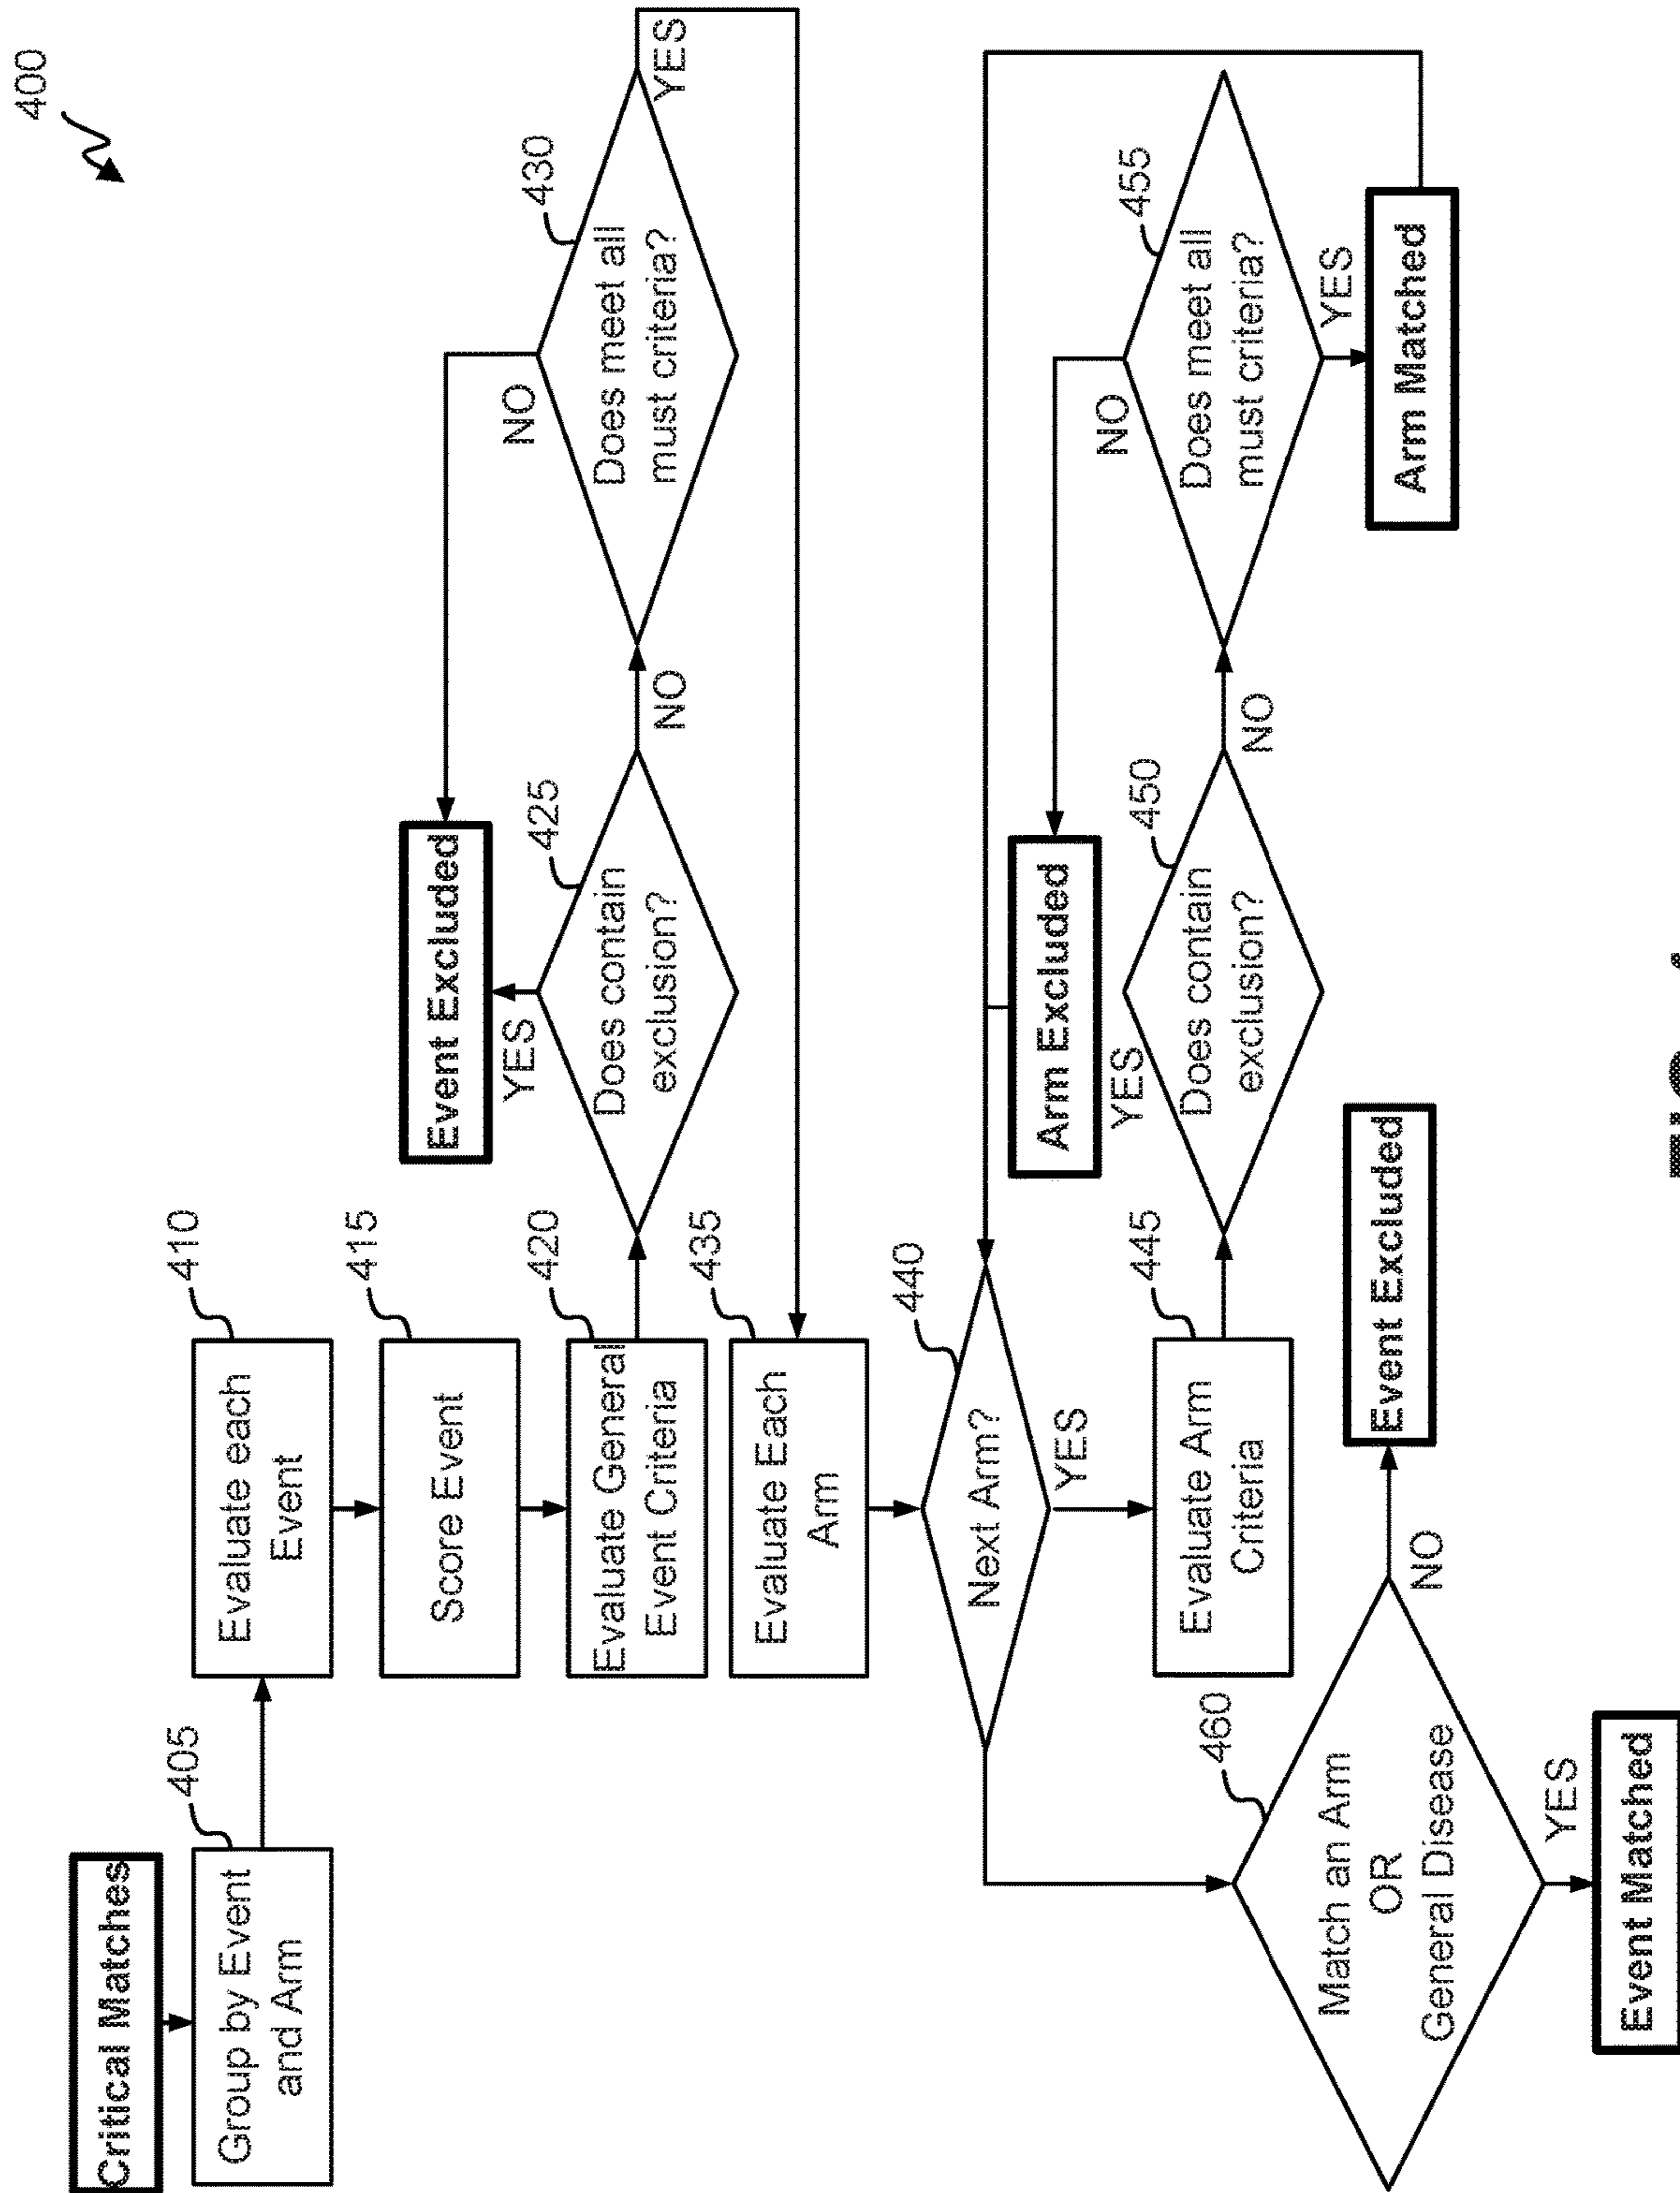 400
Critical Matches
405
Group by Event
and Arm
410
Evaluate each
Event
415
Score Event
420
Evaluate General
Event Criteria
425
Does contain
exclusion?
YES
Event Excluded
NO
430
Does meet all
must criteria?
NO
YES
435
Evaluate Each
Arm
440
Next Arm?
YES
445
Evaluate Arm
Criteria
450
Does contain
exclusion?
YES
Arm Excluded
NO
455
Does meet all
must criteria?
NO
YES
Arm Matched
460
Match an Arm
OR
General Disease
NO
Event Excluded
YES
Event Matched